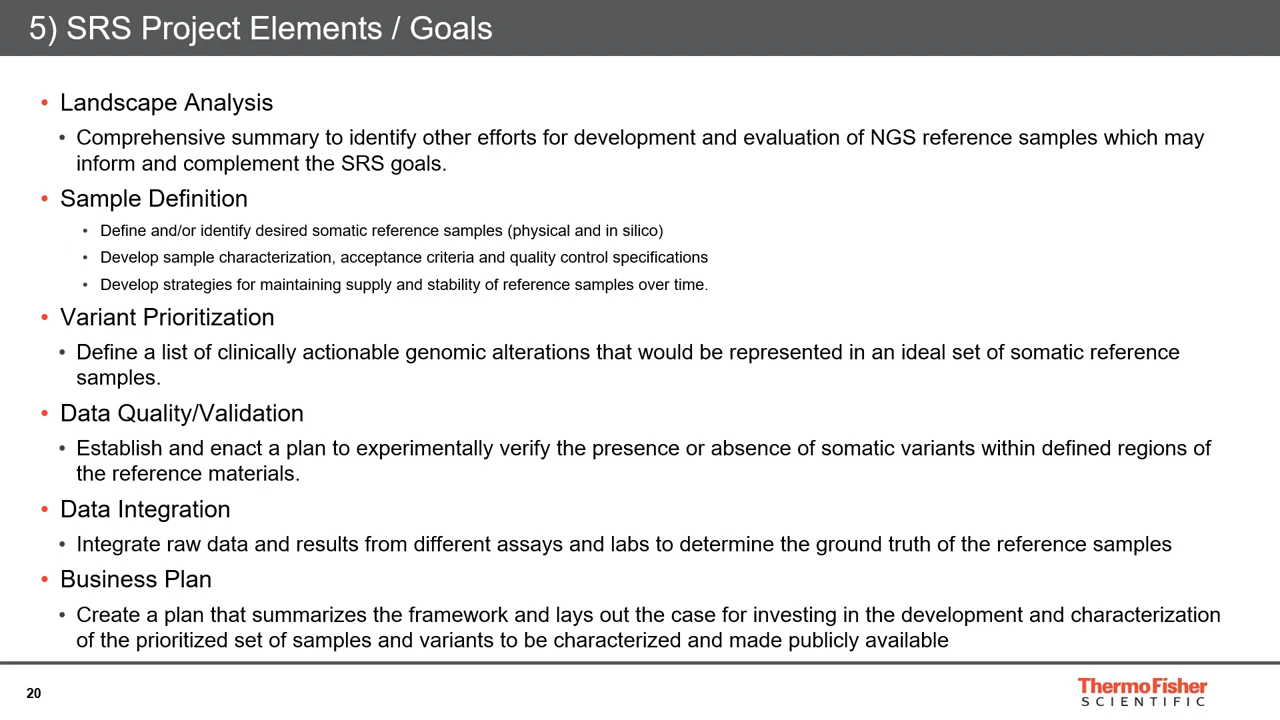 5) SRS Project Elements / Goals
• Landscape Analysis
• Comprehensive summary to identify other efforts for development and evaluation of NGS reference samples which may
inform and complement the SRS goals.
• Sample Definition
• Define and/or identify desired somatic reference samples (physical and in silico)
• Develop sample characterization, acceptance criteria and quality control specifications
• Develop strategies for maintaining supply and stability of reference samples over time.
• Variant Prioritization
• Define a list of clinically actionable genomic alterations that would be represented in an ideal set of somatic reference
samples.
• Data Quality/Validation
• Establish and enact a plan to experimentally verify the presence or absence of somatic variants within defined regions of
the reference materials.
• Data Integration
• Integrate raw data and results from different assays and labs to determine the ground truth of the reference samples
• Business Plan
• Create a plan that summarizes the framework and lays out the case for investing in the development and characterization
of the prioritized set of samples and variants to be characterized and made publicly available
20
ThermoFisher
SCIENTIFIC